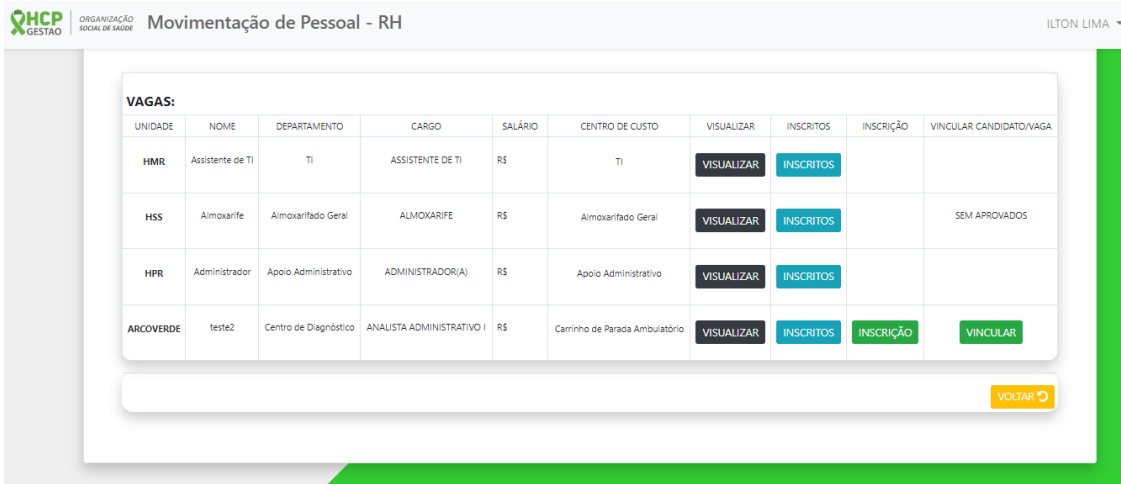 HCP GESTAO ORGANIZAÇÃO SOCIAL DE SAÚDE Movimentação de Pessoal - RH ILTON LIMA
VAGAS:
UNIDADE NOME DEPARTAMENTO CARGO SALÁRIO CENTRO DE CUSTO VISUALIZAR INSCRITOS INSCRIÇÃO VINCULAR CANDIDATO/VAGA
HMR Assistente de TI TI ASSISTENTE DE TI R$ TI VISUALIZAR INSCRITOS
HSS Almoxarife Almoxarifado Geral ALMOXARIFE R$ Almoxarifado Geral VISUALIZAR INSCRITOS SEM APROVADOS
HPR Administrador Apoio Administrativo ADMINISTRADOR(A) R$ Apoio Administrativo VISUALIZAR INSCRITOS
ARCOVERDE teste2 Centro de Diagnóstico ANALISTA ADMINISTRATIVO I R$ Carrinho de Parada Ambulatório VISUALIZAR INSCRITOS INSCRIÇÃO VINCULAR
VOLTAR